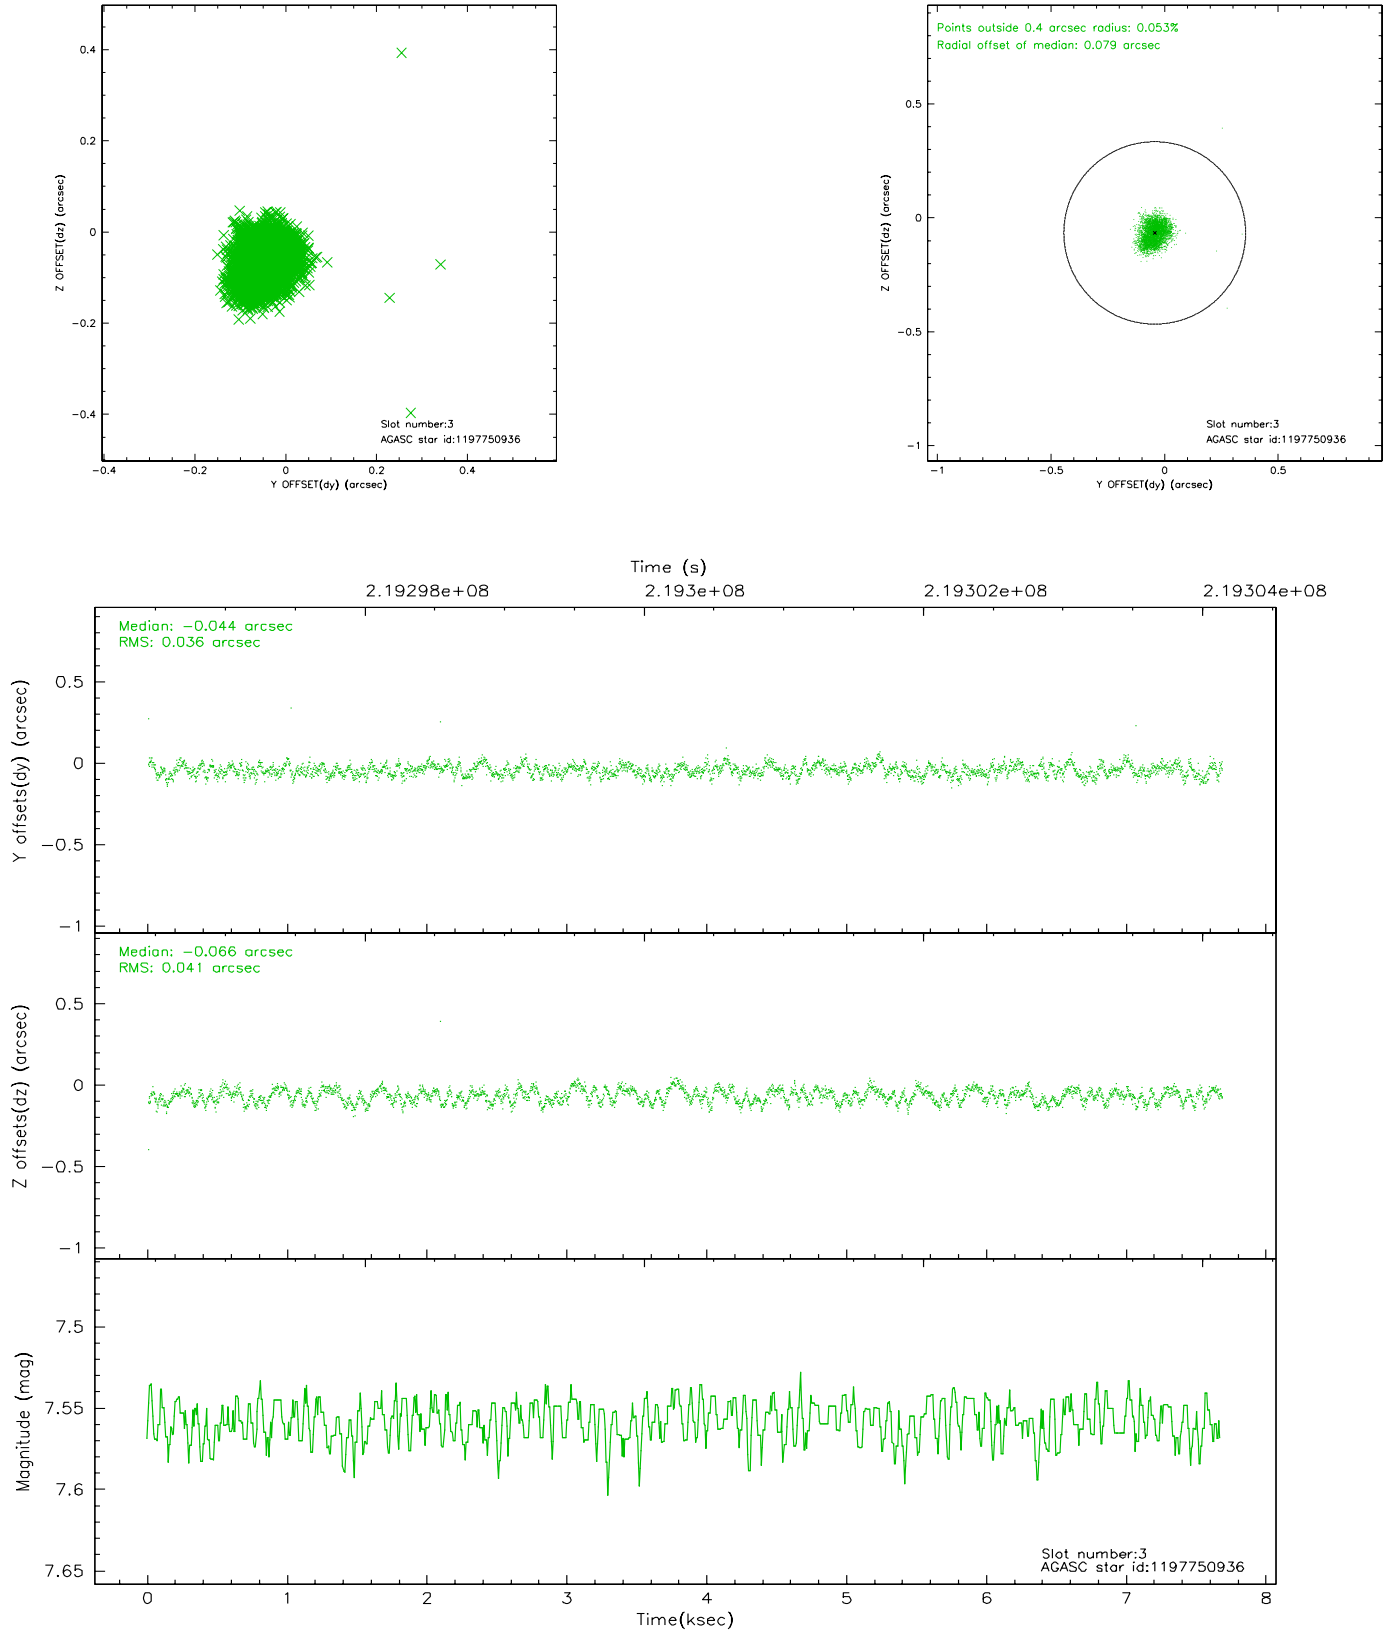 0.4
0.2
0
−0.2
−0.4
Z OFFSET(dz) (arcsec)
−0.4 −0.2 0 0.2 0.4
Y OFFSET(dy) (arcsec)
Slot number:3
AGASC star id:1197750936
Points outside 0.4 arcsec radius: 0.053%
Radial offset of median: 0.079 arcsec
0.5
0
−0.5
−1
Z OFFSET(dz) (arcsec)
−1 −0.5 0 0.5
Y OFFSET(dy) (arcsec)
Slot number:3
AGASC star id:1197750936
Time (s)
2.19298e+08 2.193e+08 2.19302e+08 2.19304e+08
Median: −0.044 arcsec
RMS: 0.036 arcsec
0.5
0
−0.5
−1
Y offsets(dy) (arcsec)
Median: −0.066 arcsec
RMS: 0.041 arcsec
0.5
0
−0.5
−1
Z offsets(dz) (arcsec)
7.5
7.55
7.6
7.65
Magnitude (mag)
Slot number:3
AGASC star id:1197750936
0 1 2 3 4 5 6 7 8
Time(ksec)